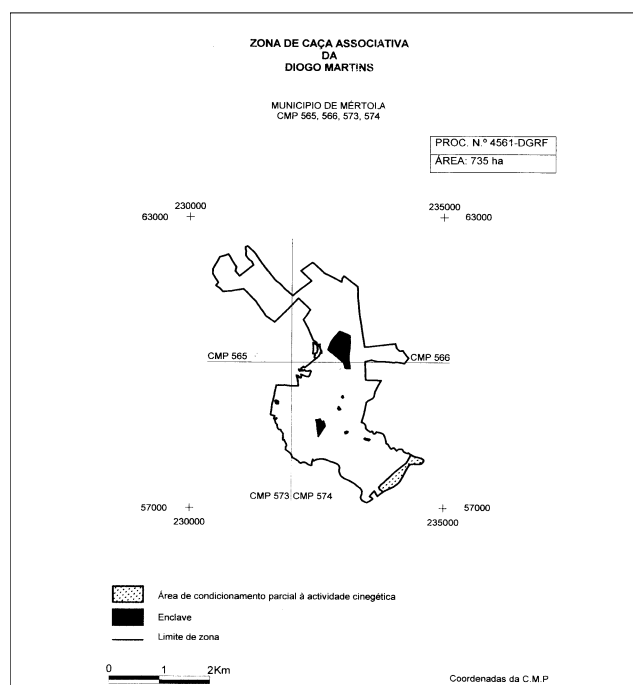 ZONA DE CAÇA ASSOCIATIVA
DA
DIOGO MARTINS
MUNICIPIO DE MÉRTOLA
CMP 565, 566, 573, 574
PROC. N.º 4561-DGRF
ÁREA: 735 ha
230000
63000
235000
63000
CMP 565
CMP 566
CMP 573
CMP 574
57000
230000
57000
235000
Área de condicionamento parcial à actividade cinegética
Enclave
Limite de zona
0 1 2Km
Coordenadas da C.M.P